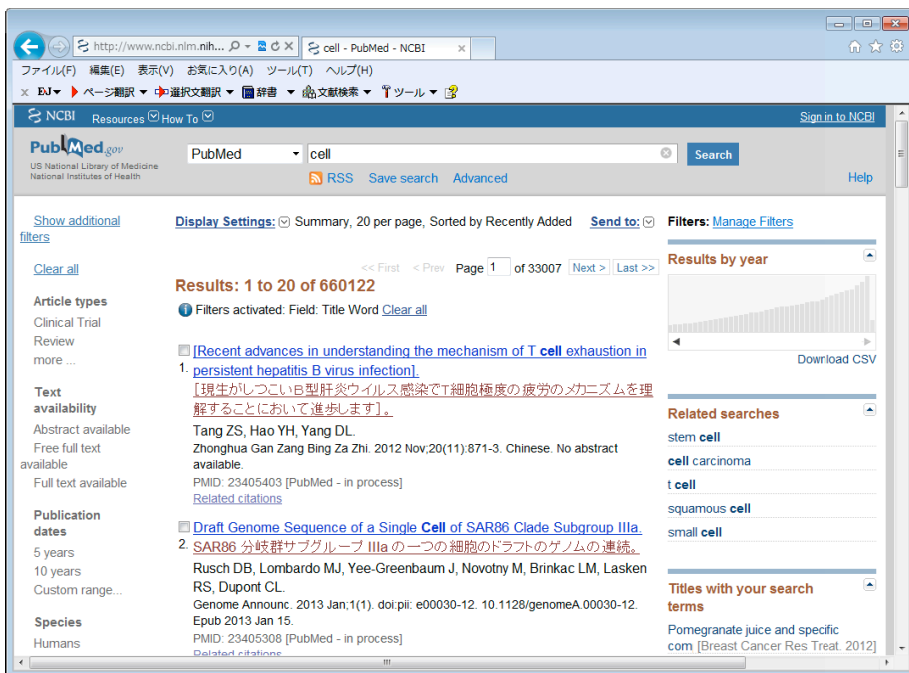 http://www.ncbi.nlm.nih...
cell - PubMed - NCBI
ファイル(F) 編集(E) 表示(V) お気に入り(A) ツール(T) ヘルプ(H)
EJ ページ翻訳 選択文翻訳 辞書 文献検索 ツール
NCBI Resources How To Sign in to NCBI
PubMed.gov
US National Library of Medicine
National Institutes of Health
PubMed cell Search
RSS Save search Advanced Help
Show additional
filters
Clear all
Article types
Clinical Trial
Review
more ...
Text
availability
Abstract available
Free full text
available
Full text available
Publication
dates
5 years
10 years
Custom range...
Species
Humans
Display Settings: Summary, 20 per page, Sorted by Recently Added Send to:
<< First < Prev Page 1 of 33007 Next > Last >>
Results: 1 to 20 of 660122
Filters activated: Field: Title Word Clear all
[Recent advances in understanding the mechanism of T cell exhaustion in
1. persistent hepatitis B virus infection].
[現生がしつこいB型肝炎ウイルス感染でT細胞極度の疲労のメカニズムを理
解することにおいて進歩します]。
Tang ZS, Hao YH, Yang DL.
Zhonghua Gan Zang Bing Za Zhi. 2012 Nov;20(11):871-3. Chinese. No abstract
available.
PMID: 23405403 [PubMed - in process]
Related citations
Draft Genome Sequence of a Single Cell of SAR86 Clade Subgroup IIIa.
2. SAR86 分岐群サブグループ IIIa の一つの細胞のドラフトのゲノムの連続。
Rusch DB, Lombardo MJ, Yee-Greenbaum J, Novotny M, Brinkac LM, Lasken
RS, Dupont CL.
Genome Announc. 2013 Jan;1(1). doi:pii: e00030-12. 10.1128/genomeA.00030-12.
Epub 2013 Jan 15.
PMID: 23405308 [PubMed - in process]
Related citations
Filters: Manage Filters
Results by year
Download CSV
Related searches
stem cell
cell carcinoma
t cell
squamous cell
small cell
Titles with your search
terms
Pomegranate juice and specific
com [Breast Cancer Res Treat. 2012]